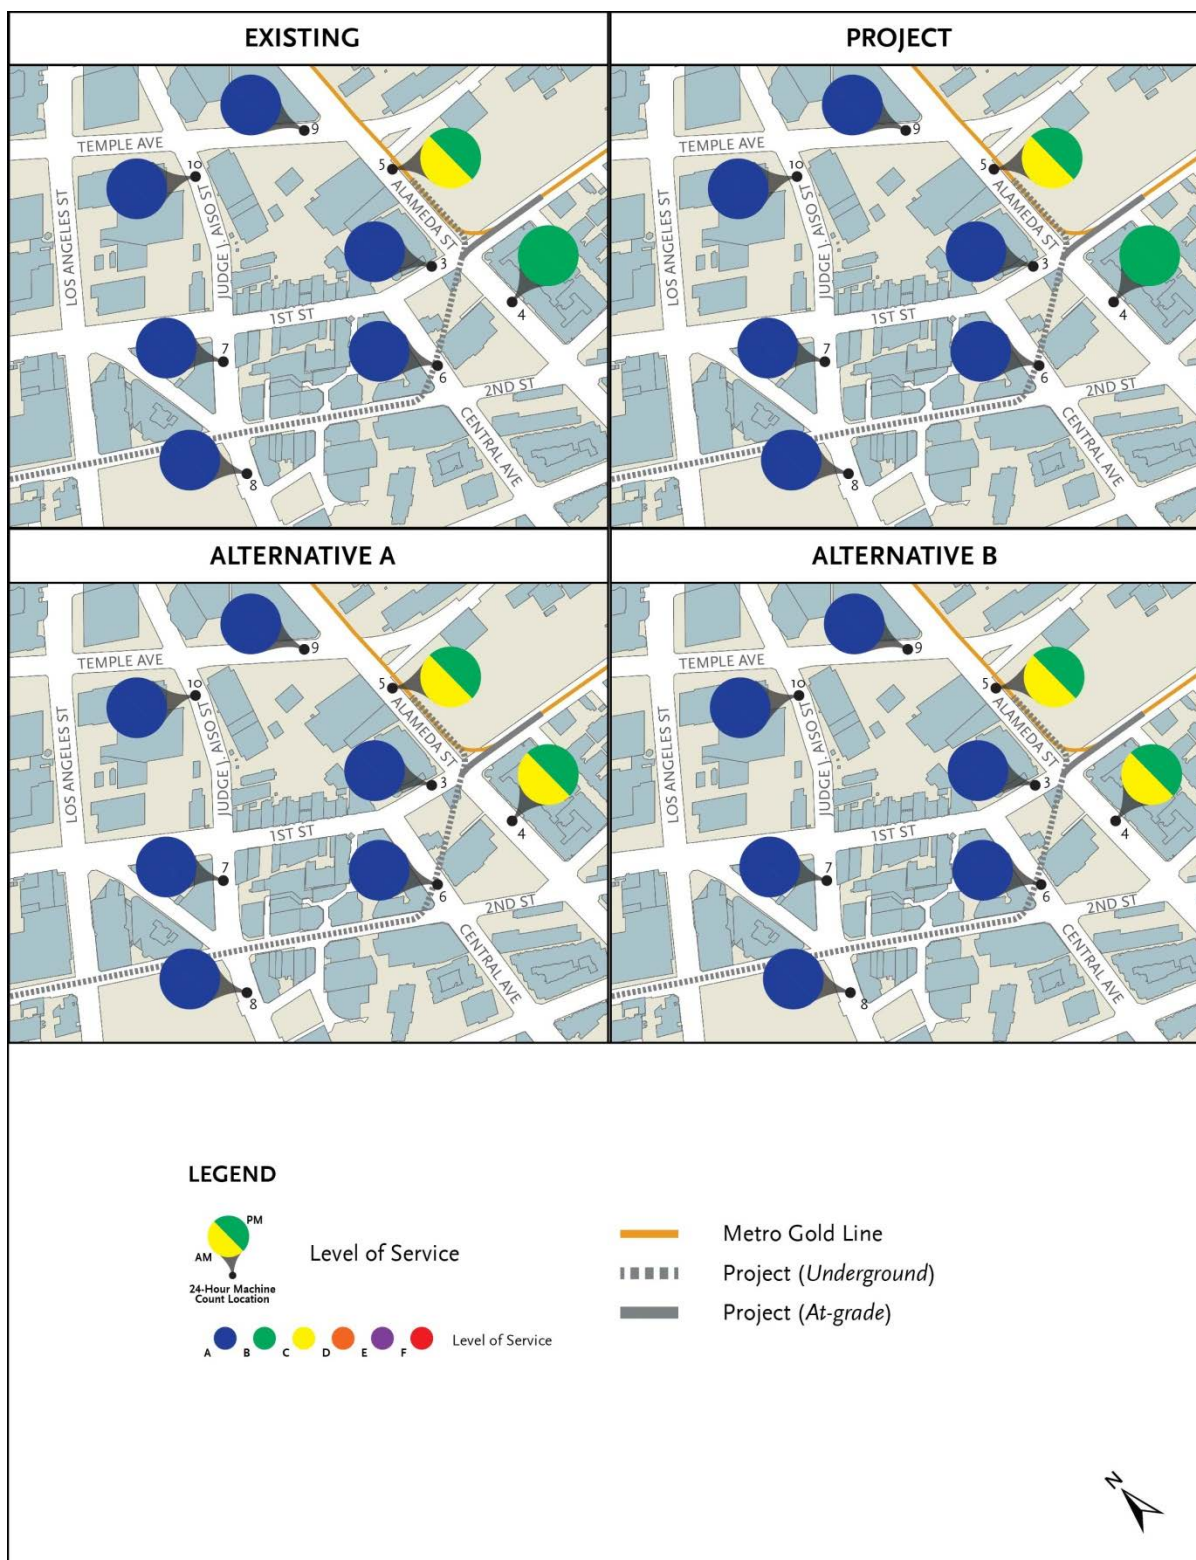 EXISTING
PROJECT
9
TEMPLE AVE
10
5
ALAMEDA ST
LOS ANGELES ST
JUDGE J. AISO ST
3
4
1ST ST
7
6
2ND ST
CENTRAL AVE
8
9
TEMPLE AVE
10
5
ALAMEDA ST
LOS ANGELES ST
JUDGE J. AISO ST
3
4
1ST ST
7
6
2ND ST
CENTRAL AVE
8
ALTERNATIVE A
ALTERNATIVE B
9
TEMPLE AVE
10
5
ALAMEDA ST
LOS ANGELES ST
JUDGE J. AISO ST
3
4
1ST ST
7
6
2ND ST
CENTRAL AVE
8
9
TEMPLE AVE
10
5
ALAMEDA ST
LOS ANGELES ST
JUDGE J. AISO ST
3
4
1ST ST
7
6
2ND ST
CENTRAL AVE
8
LEGEND
PM
AM
24-Hour Machine
Count Location
Level of Service
A B C D E F Level of Service
Metro Gold Line
Project (Underground)
Project (At-grade)
N